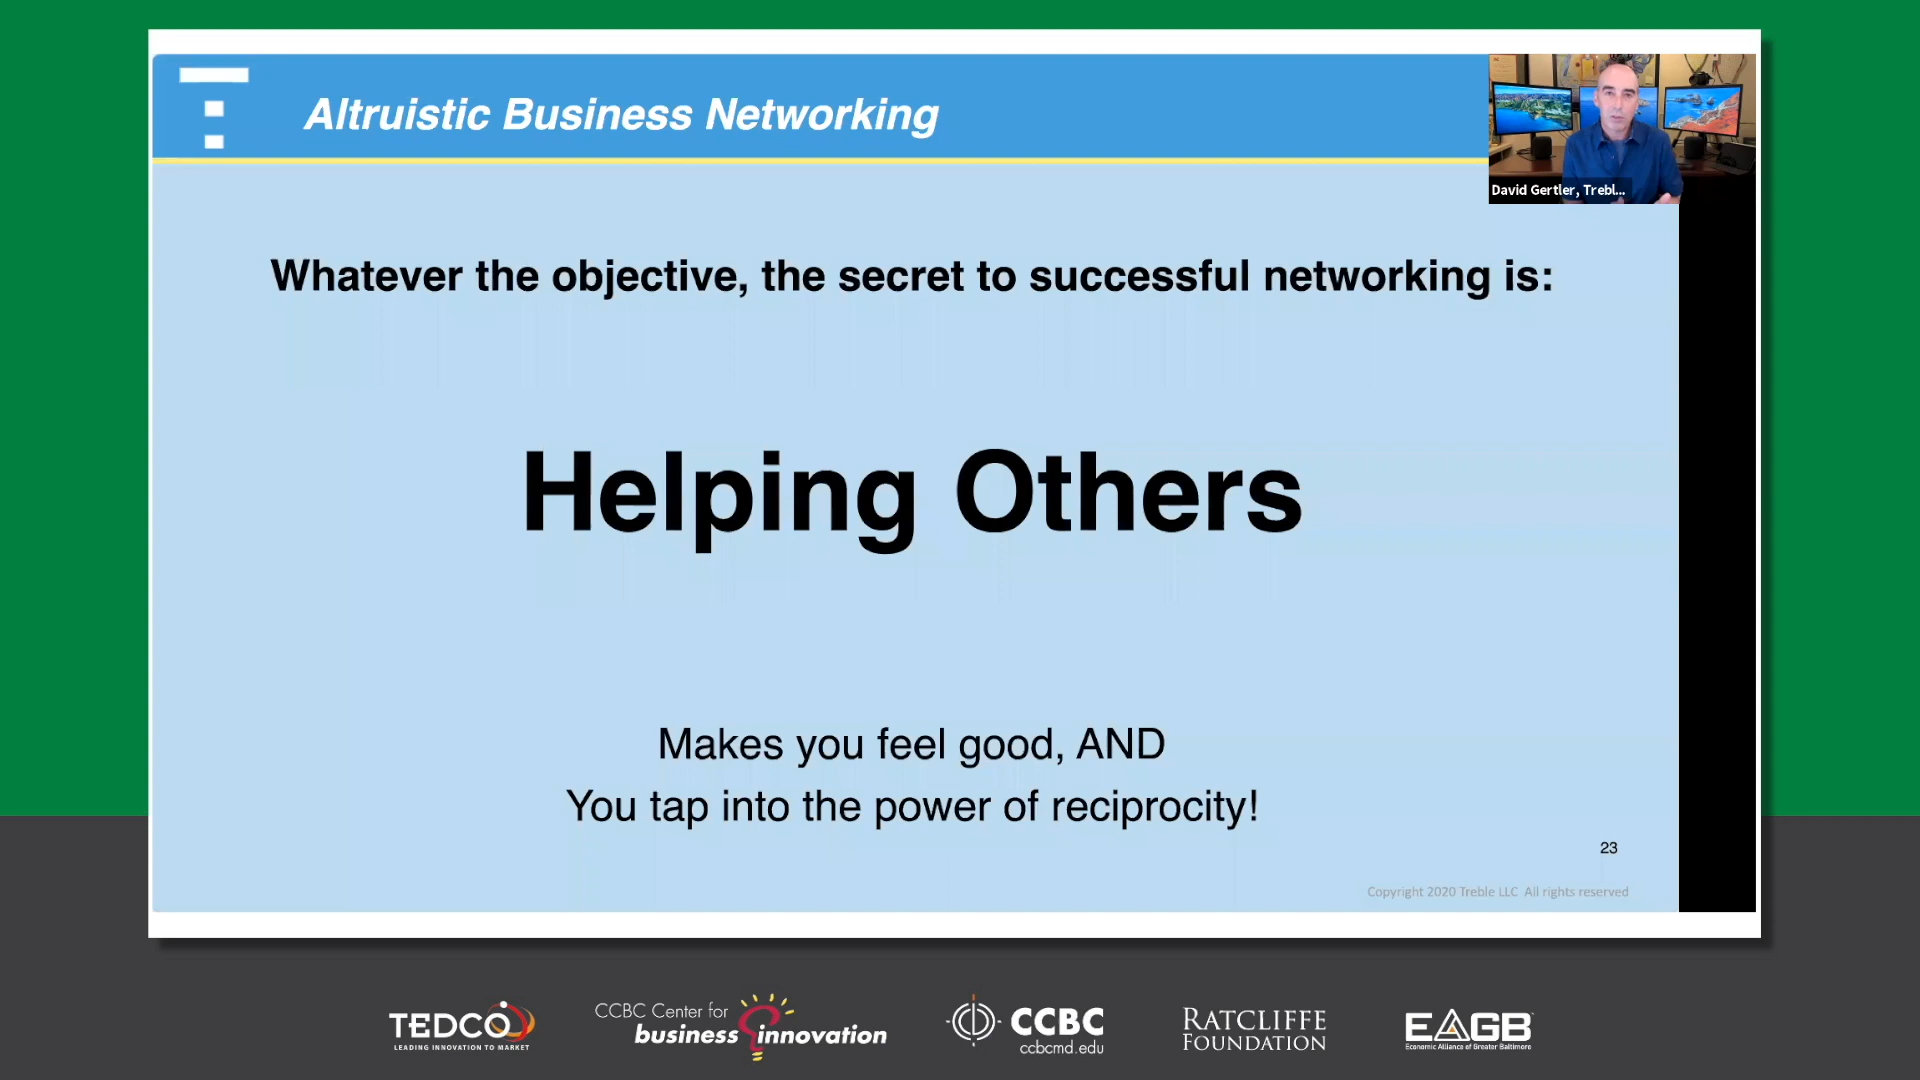 Altruistic Business Networking
David Gertler, Trebl...
Whatever the objective, the secret to successful networking is:
Helping Others
Makes you feel good, AND
You tap into the power of reciprocity!
23
Copyright 2020 Treble LLC All rights reserved
TEDCO
LEADING INNOVATION TO MARKET
CCBC Center for
business innovation
CCBC
ccbcmd.edu
RATCLIFFE
FOUNDATION
EAGB
Economic Alliance of Greater Baltimore